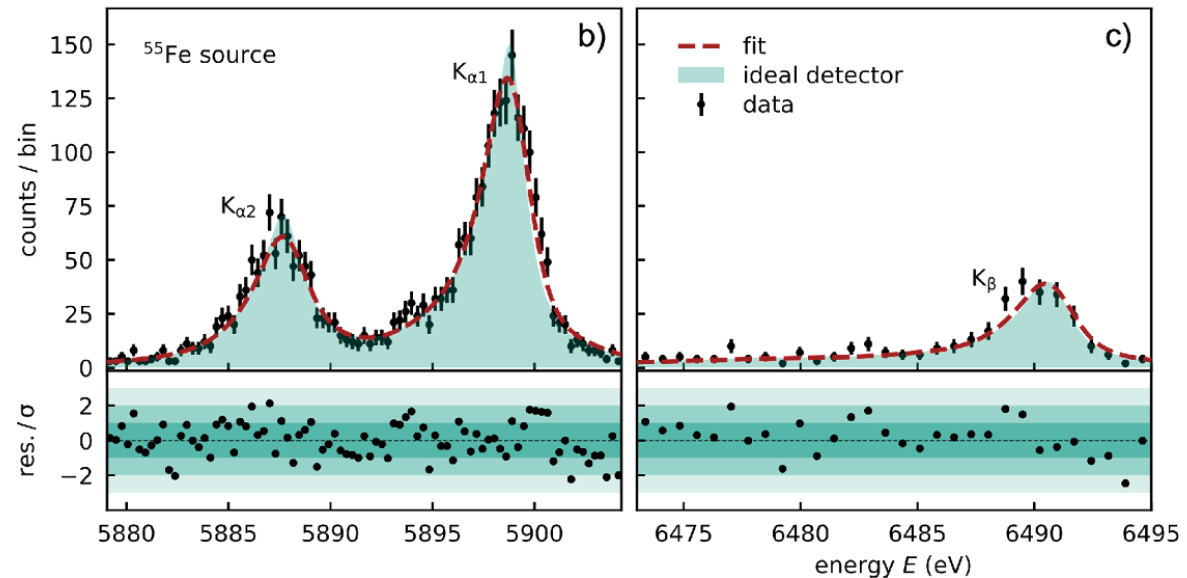 b)
⁵⁵Fe source
Kα1
Kα2
counts / bin
150
125
100
75
50
25
0
c)
fit
ideal detector
data
Kβ
res. / σ
2
0
−2
5880 5885 5890 5895 5900
6475 6480 6485 6490 6495
energy E (eV)